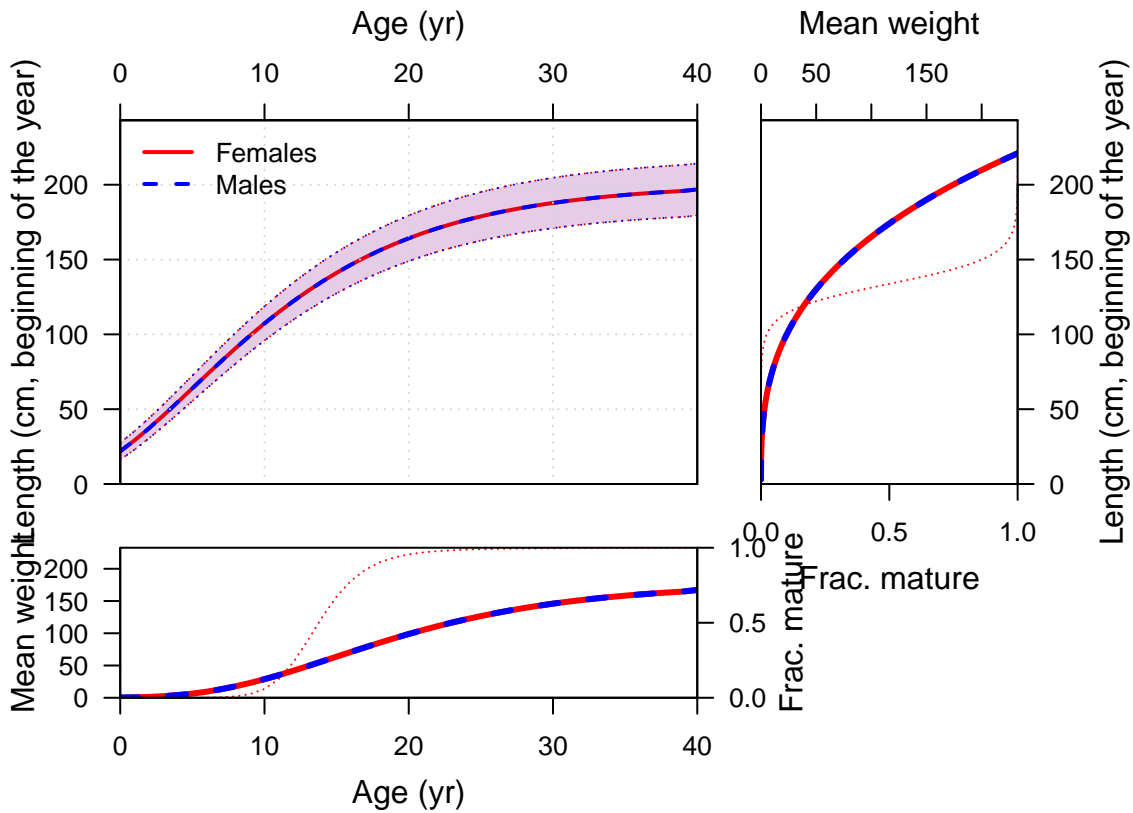 Age (yr)
Mean weight
0 10 20 30 40
0 50 150
Length (cm, beginning of the year)
0 50 100 150 200
Females
Males
0 50 100 150 200
Length (cm, beginning of the year)
0.0 0.5 1.0
Frac. mature
Mean weight
0 50 100 150 200
0.0 0.5 1.0
Frac. mature
0 10 20 30 40
Age (yr)